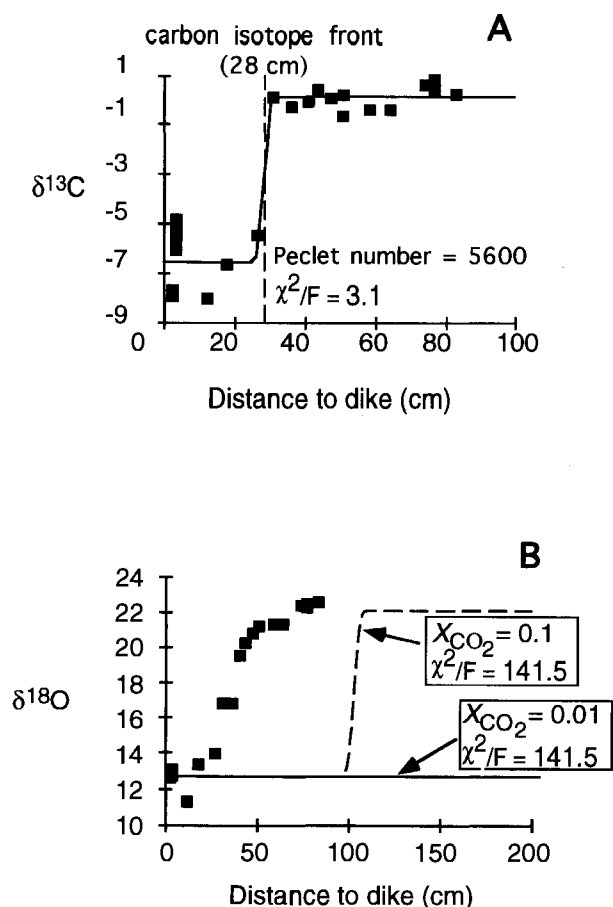 A
carbon isotope front
(28 cm)
1
-1
-3
δ13C
-5
-7
-9
Peclet number = 5600
χ2/F = 3.1
0 20 40 60 80 100
Distance to dike (cm)
B
24
22
20
18
16
14
12
10
δ18O
XCO2 = 0.1
χ2/F = 141.5
XCO2 = 0.01
χ2/F = 141.5
0 50 100 150 200
Distance to dike (cm)